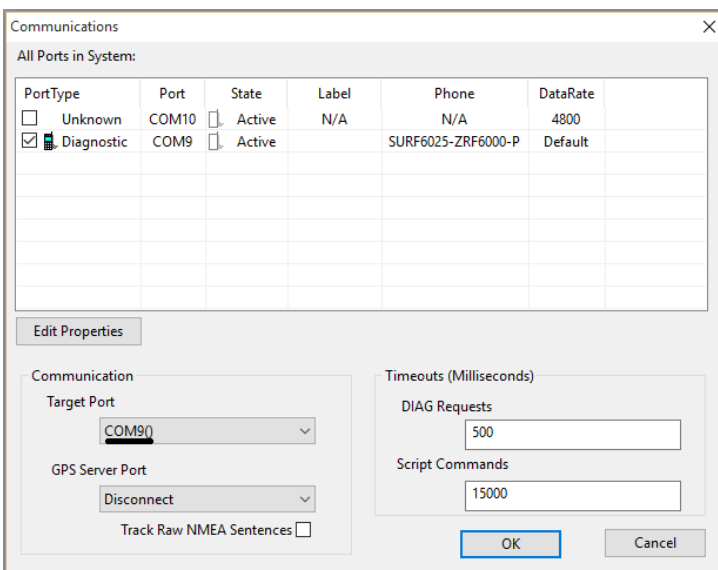 Communications
All Ports in System:
PortType Port State Label Phone DataRate
Unknown COM10 Active N/A N/A 4800
Diagnostic COM9 Active SURF6025-ZRF6000-P Default
Edit Properties
Communication
Target Port
COM9()
GPS Server Port
Disconnect
Track Raw NMEA Sentences
Timeouts (Milliseconds)
DIAG Requests
500
Script Commands
15000
OK Cancel